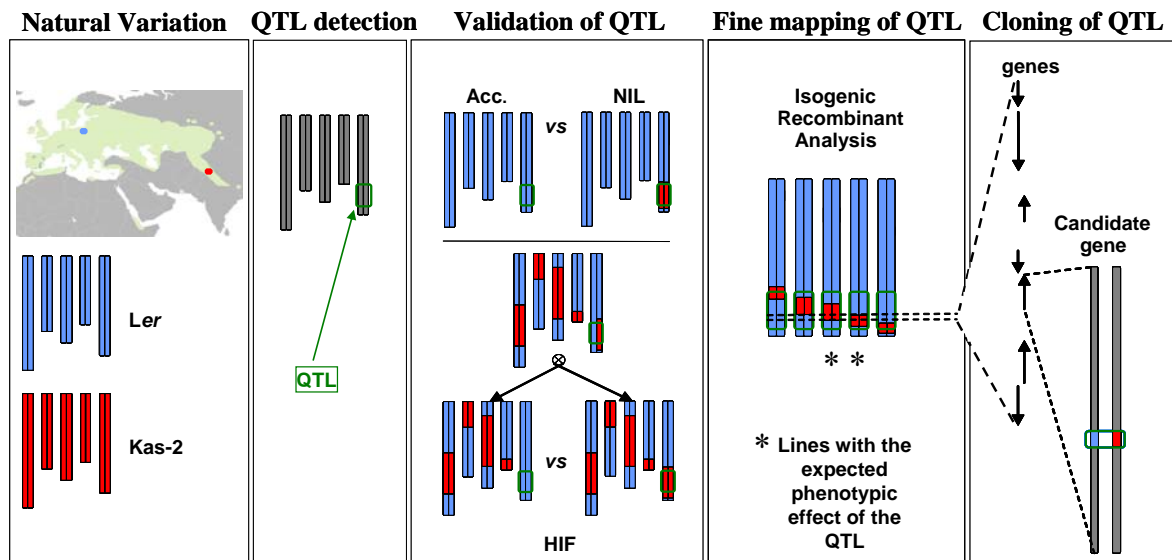 Natural Variation
QTL detection
Validation of QTL
Fine mapping of QTL
Cloning of QTL
Ler
Kas-2
QTL
Acc.
vs
NIL
vs
HIF
Isogenic
Recombinant
Analysis
* *
* Lines with the
expected
phenotypic
effect of the
QTL
genes
Candidate
gene